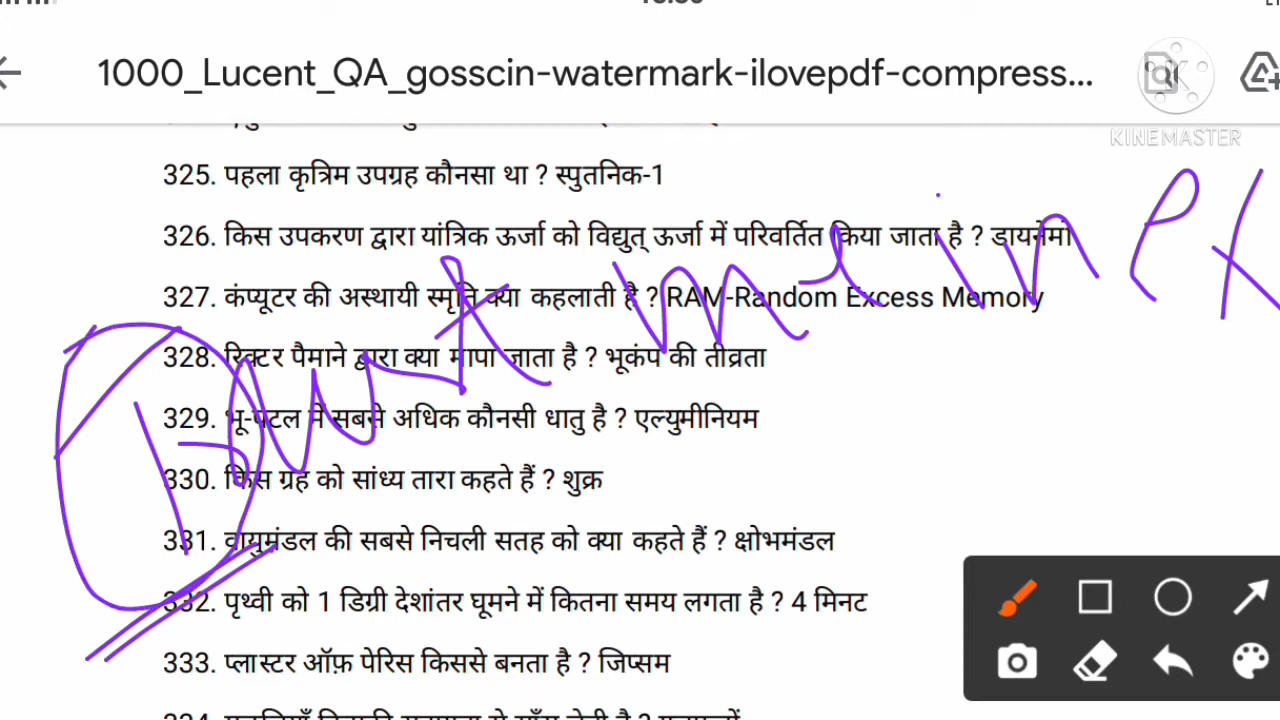 1000_Lucent_QA_gosscin-watermark-ilovepdf-compress...
KINEMASTER
325. पहला कृत्रिम उपग्रह कौनसा था ? स्पुतनिक-1
326. किस उपकरण द्वारा यांत्रिक ऊर्जा को विद्युत् ऊर्जा में परिवर्तित किया जाता है ? डायनेमो
327. कंप्यूटर की अस्थायी स्मृति क्या कहलाती है ? RAM-Random Excess Memory
328. रिक्टर पैमाने द्वारा क्या मापा जाता है ? भूकंप की तीव्रता
329. भू-पटल में सबसे अधिक कौनसी धातु है ? एल्युमीनियम
330. किस ग्रह को सांध्य तारा कहते हैं ? शुक्र
331. वायुमंडल की सबसे निचली सतह को क्या कहते हैं ? क्षोभमंडल
332. पृथ्वी को 1 डिग्री देशांतर घूमने में कितना समय लगता है ? 4 मिनट
333. प्लास्टर ऑफ़ पेरिस किससे बनता है ? जिप्सम